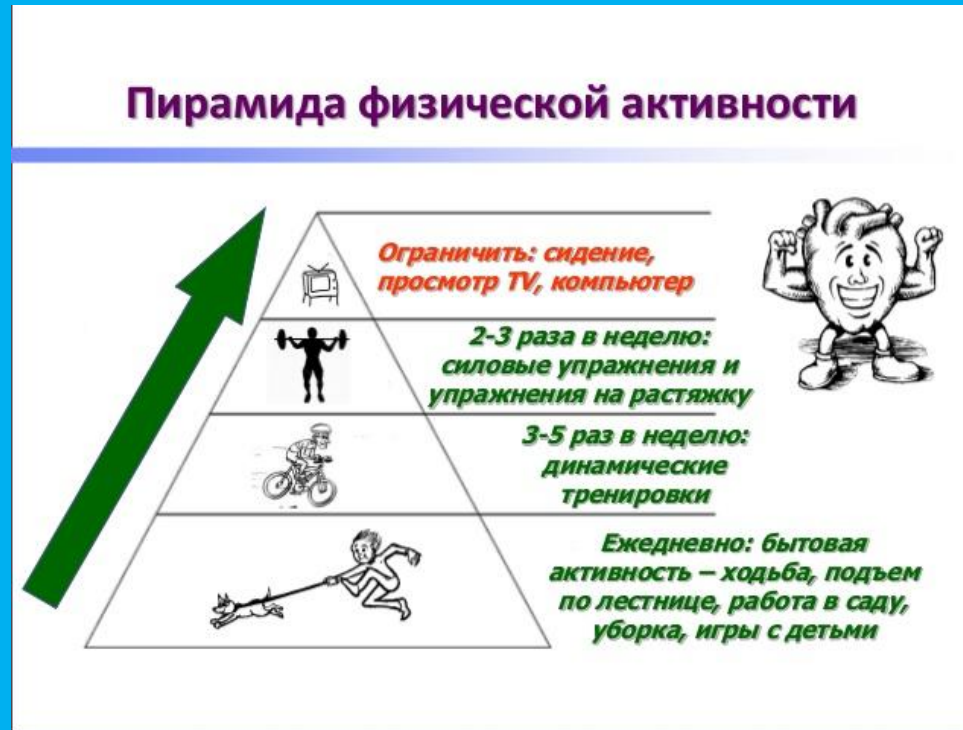 Пирамида физической активности
Ограничить: сидение,
просмотр TV, компьютер
2-3 раза в неделю:
силовые упражнения и
упражнения на растяжку
3-5 раз в неделю:
динамические
тренировки
Ежедневно: бытовая
активность – ходьба, подъем
по лестнице, работа в саду,
уборка, игры с детьми